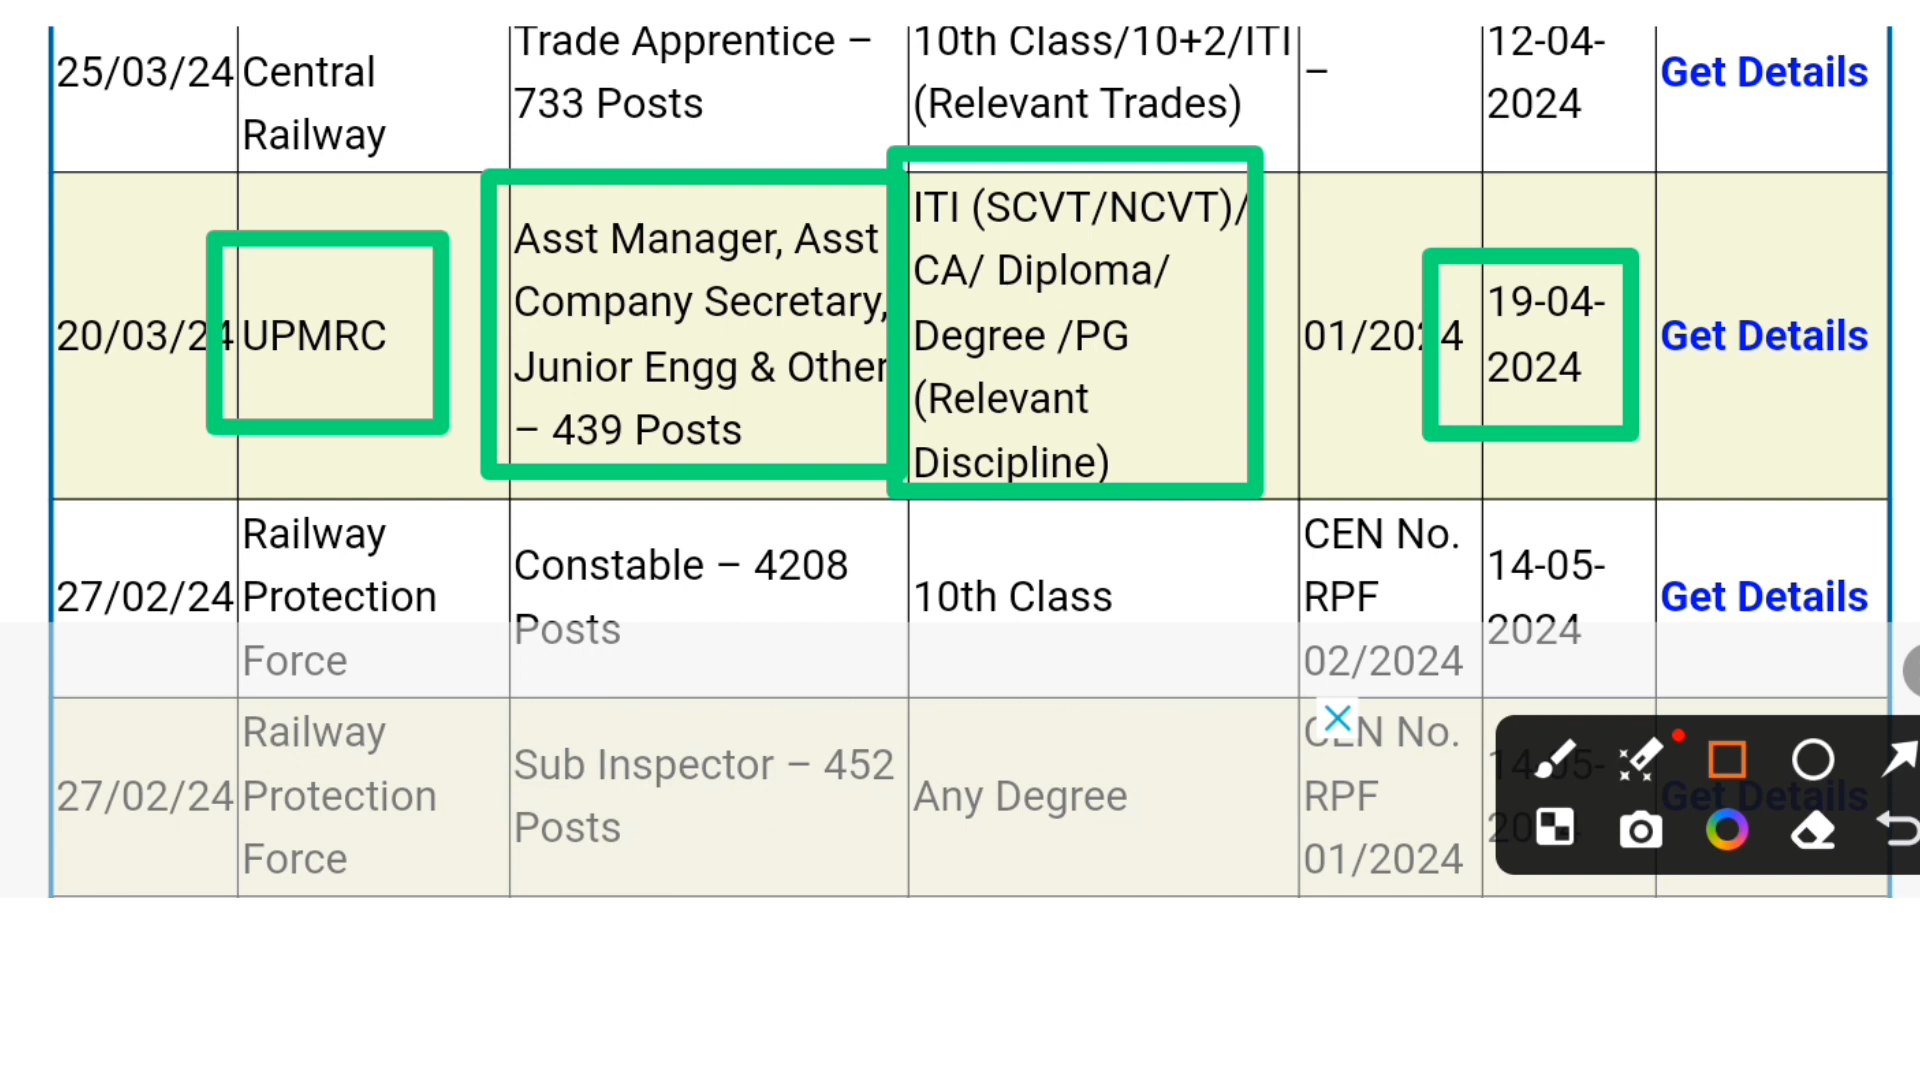 25/03/24
Central
Railway
Trade Apprentice –
733 Posts
10th Class/10+2/ITI
(Relevant Trades)
–
12-04-
2024
Get Details
20/03/24
UPMRC
Asst Manager, Asst
Company Secretary,
Junior Engg & Other
– 439 Posts
ITI (SCVT/NCVT)/
CA/ Diploma/
Degree /PG
(Relevant
Discipline)
01/2024
19-04-
2024
Get Details
27/02/24
Railway
Protection
Force
Constable – 4208
Posts
10th Class
CEN No.
RPF
02/2024
14-05-
2024
Get Details
27/02/24
Railway
Protection
Force
Sub Inspector – 452
Posts
Any Degree
CEN No.
RPF
01/2024
14-05-
Get Details